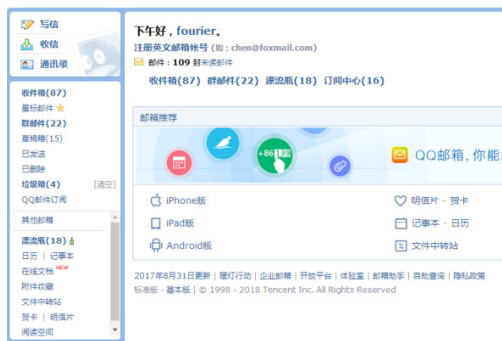 写信
收信
通讯录
收件箱(87)
星标邮件
群邮件(22)
草稿箱(15)
已发送
已删除
垃圾箱(4) [清空]
QQ邮件订阅
其他邮箱
漂流瓶(18)
日历 | 记事本
在线文档 NEW
附件收藏
文件中转站
贺卡 | 明信片
阅读空间
下午好，fourier。
注册英文邮箱帐号 (如：chen@foxmail.com)
邮件：109 封未读邮件
收件箱(87) 群邮件(22) 漂流瓶(18) 订阅中心(16)
邮箱推荐
+86139
QQ邮箱，你能
iPhone版
明信片 · 贺卡
iPad版
记事本 · 日历
Android版
文件中转站
2017年8月31日更新 | 暖灯行动 | 企业邮箱 | 开放平台 | 体验室 | 邮箱助手 | 自助查询 | 隐私政策
标准版 - 基本版 | © 1998 - 2018 Tencent Inc. All Rights Reserved